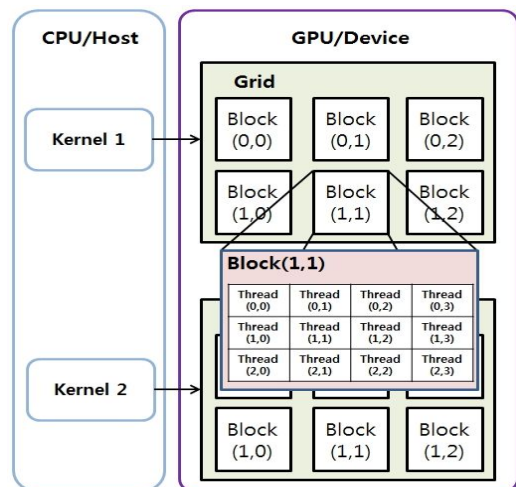 CPU/Host
GPU/Device
Grid
Kernel 1
Block
(0,0)
Block
(0,1)
Block
(0,2)
Block
(1,0)
Block
(1,1)
Block
(1,2)
Block(1,1)
Thread
(0,0)
Thread
(0,1)
Thread
(0,2)
Thread
(0,3)
Thread
(1,0)
Thread
(1,1)
Thread
(1,2)
Thread
(1,3)
Thread
(2,0)
Thread
(2,1)
Thread
(2,2)
Thread
(2,3)
Kernel 2
Block
(1,0)
Block
(1,1)
Block
(1,2)